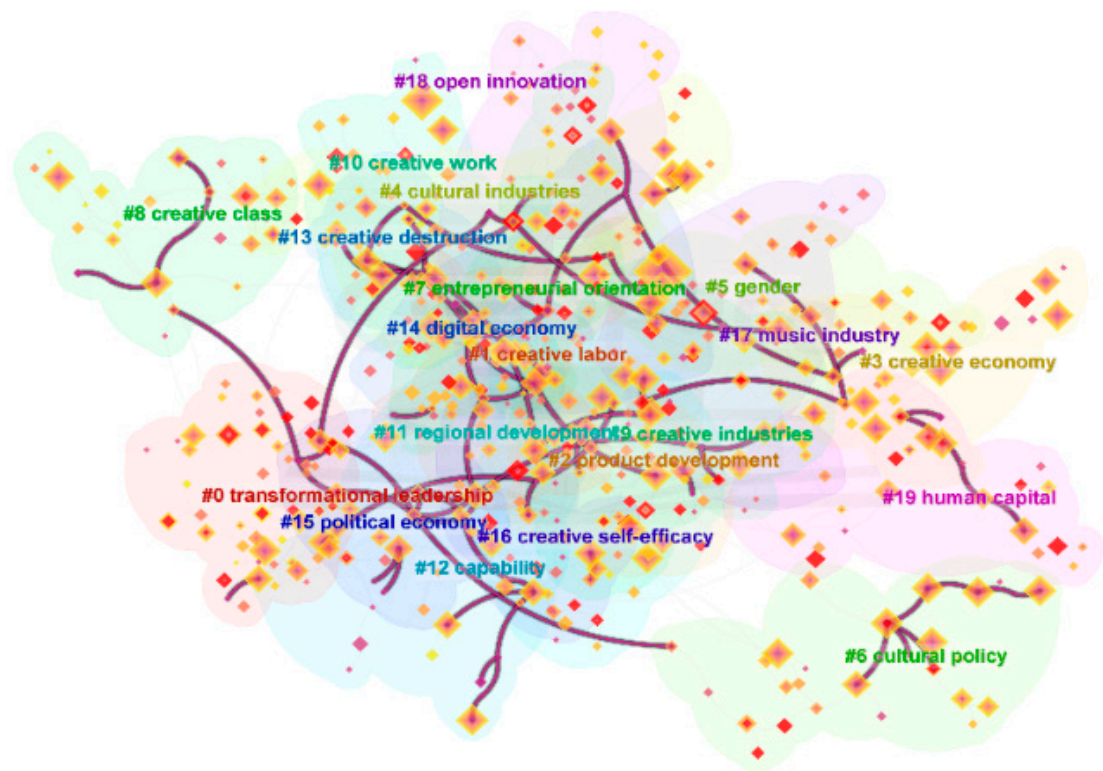 #18 open innovation
#10 creative work
#4 cultural industries
#8 creative class
#13 creative destruction
#7 entrepreneurial orientation
#5 gender
#14 digital economy
#17 music industry
#1 creative labor
#3 creative economy
#11 regional development
#9 creative industries
#2 product development
#0 transformational leadership
#19 human capital
#15 political economy
#16 creative self-efficacy
#12 capability
#6 cultural policy